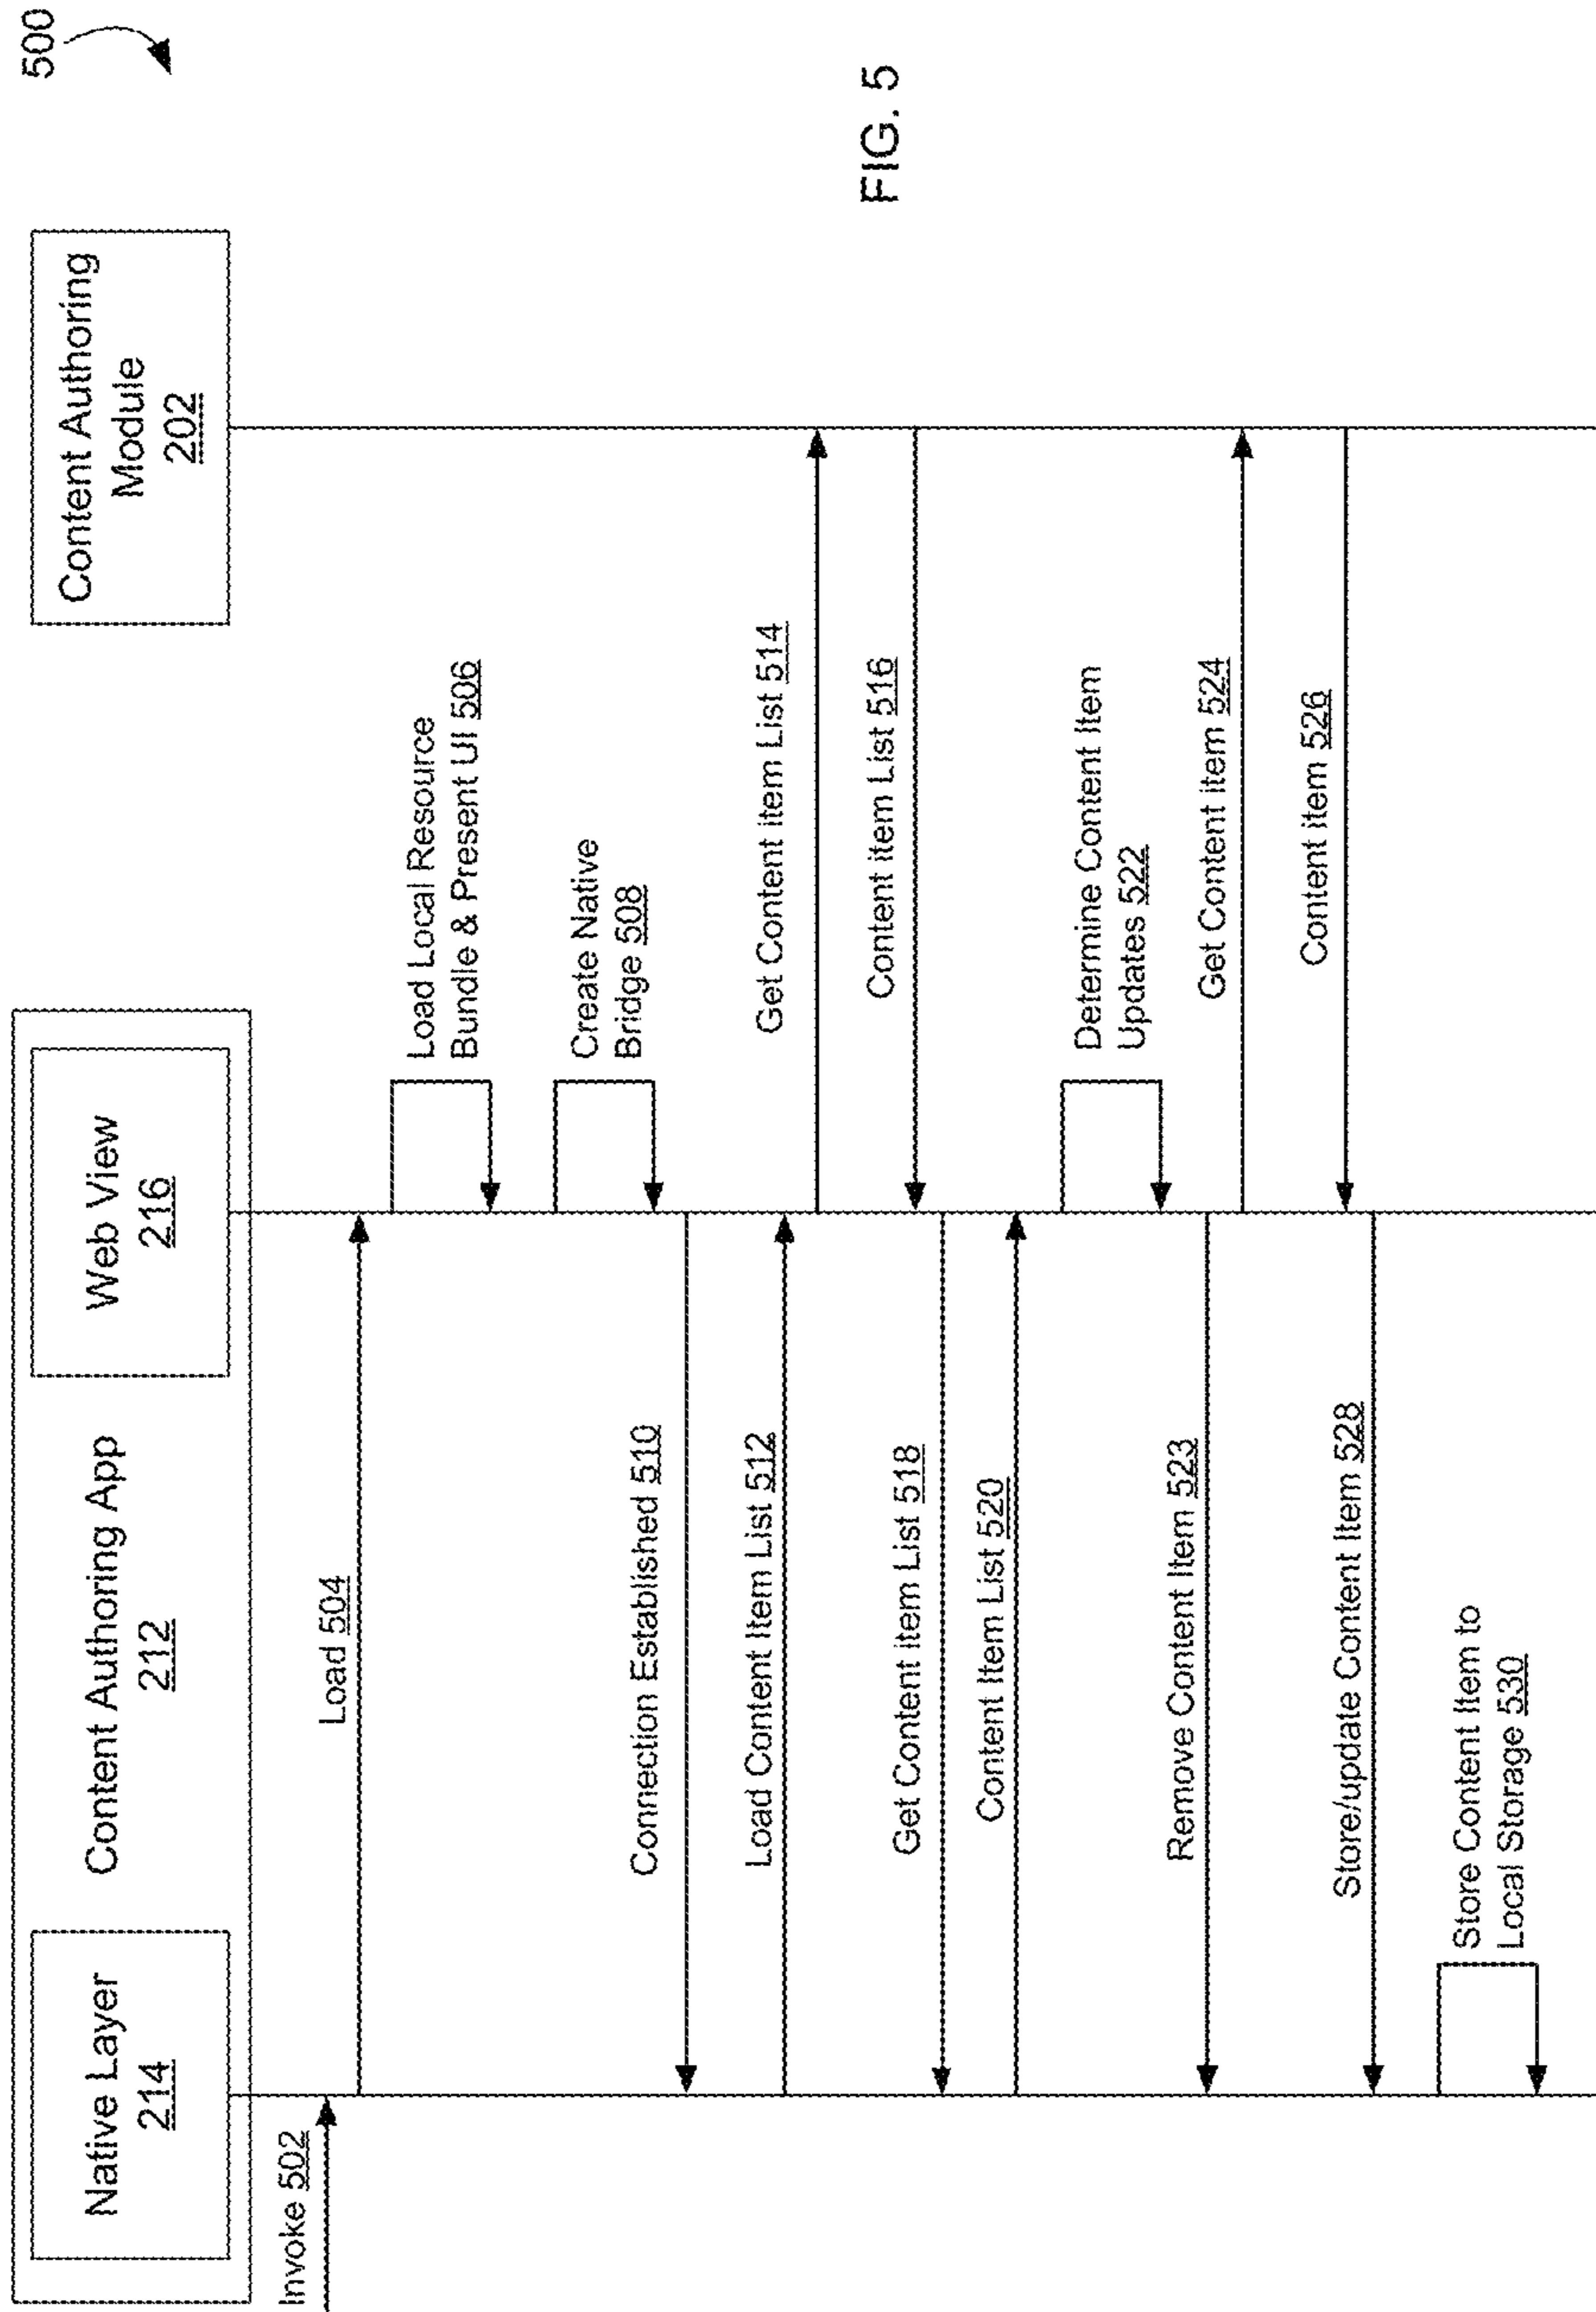 500
Native Layer
214
Content Authoring App
212
Web View
216
Content Authoring
Module
202
Invoke 502
Load 504
Load Local Resource
Bundle & Present UI 506
Create Native
Bridge 508
Connection Established 510
Load Content Item List 512
Get Content item List 514
Content item List 516
Get Content item List 518
Content Item List 520
Determine Content Item
Updates 522
Remove Content Item 523
Get Content item 524
Content item 526
Store/update Content Item 528
Store Content Item to
Local Storage 530
FIG. 5